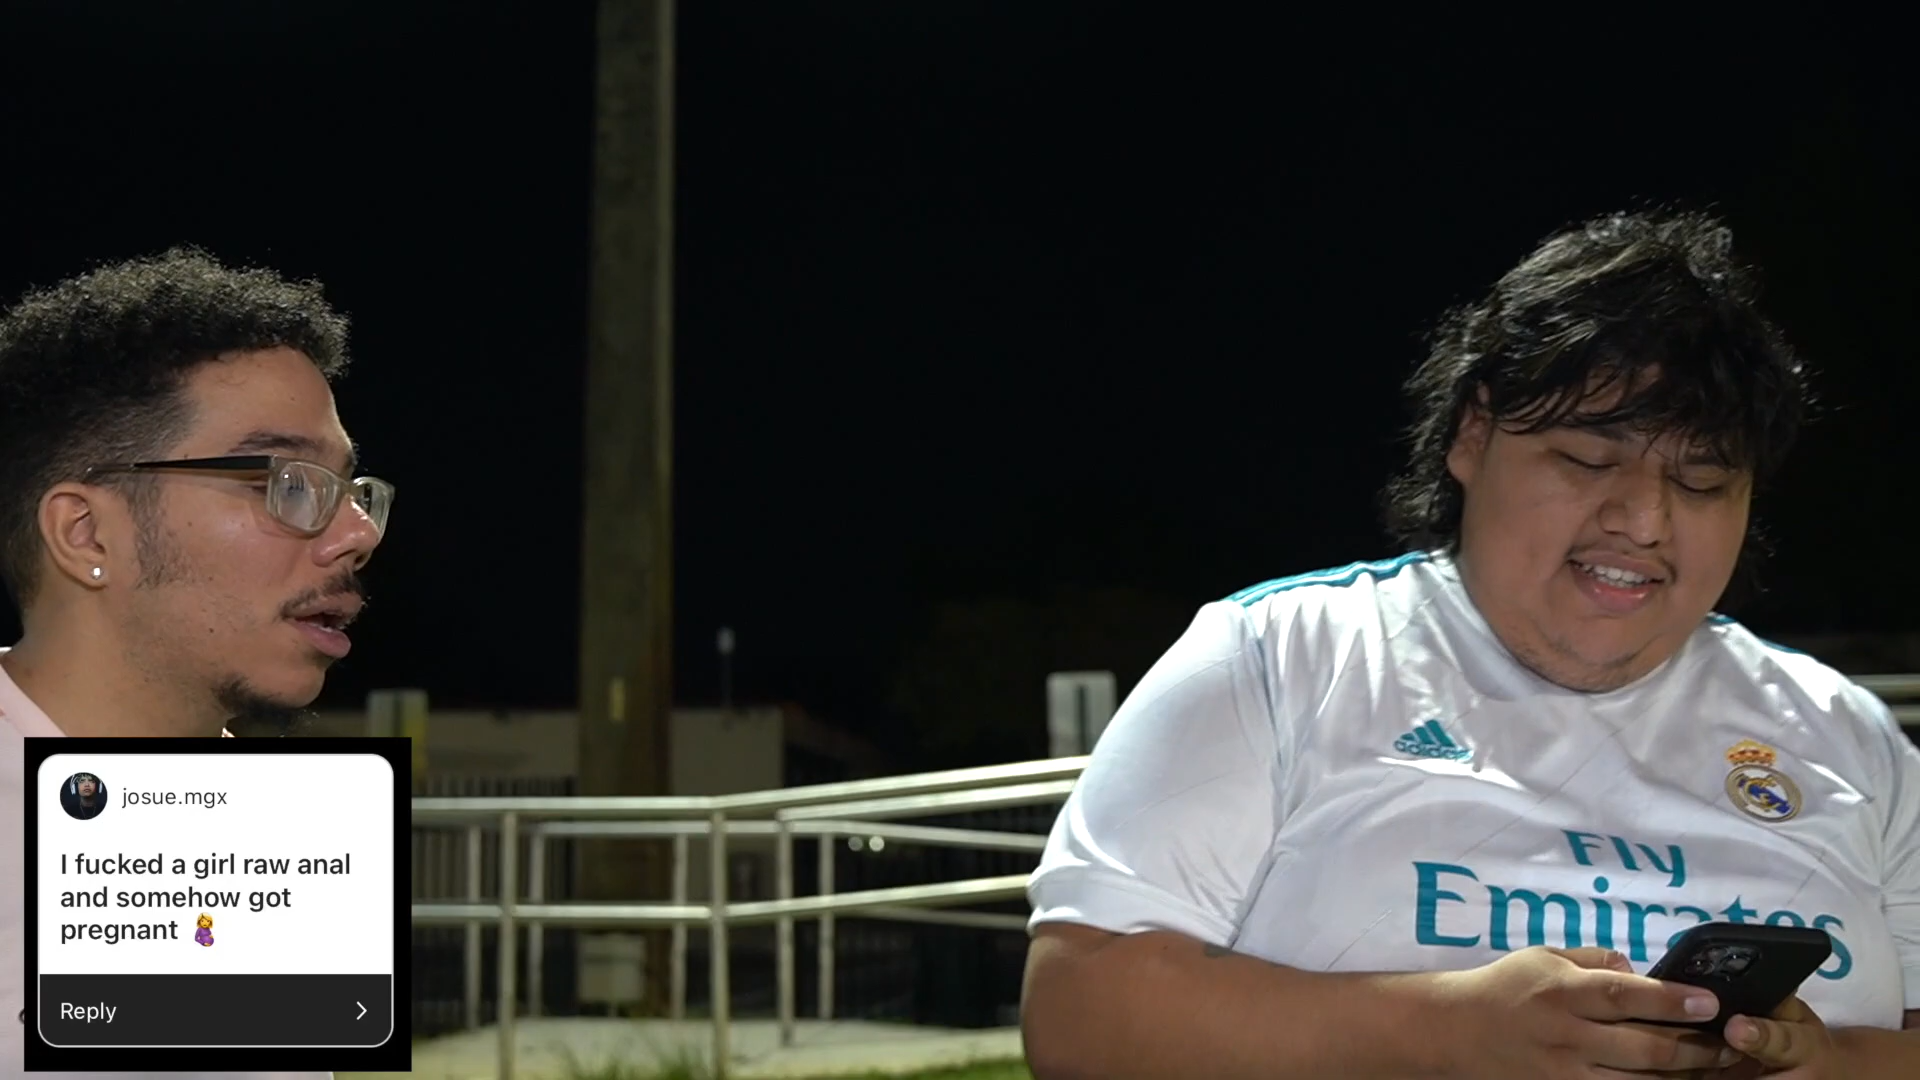 adidas
Fly
Emirates
josue.mgx
I fucked a girl raw anal
and somehow got
pregnant 🤰
Reply